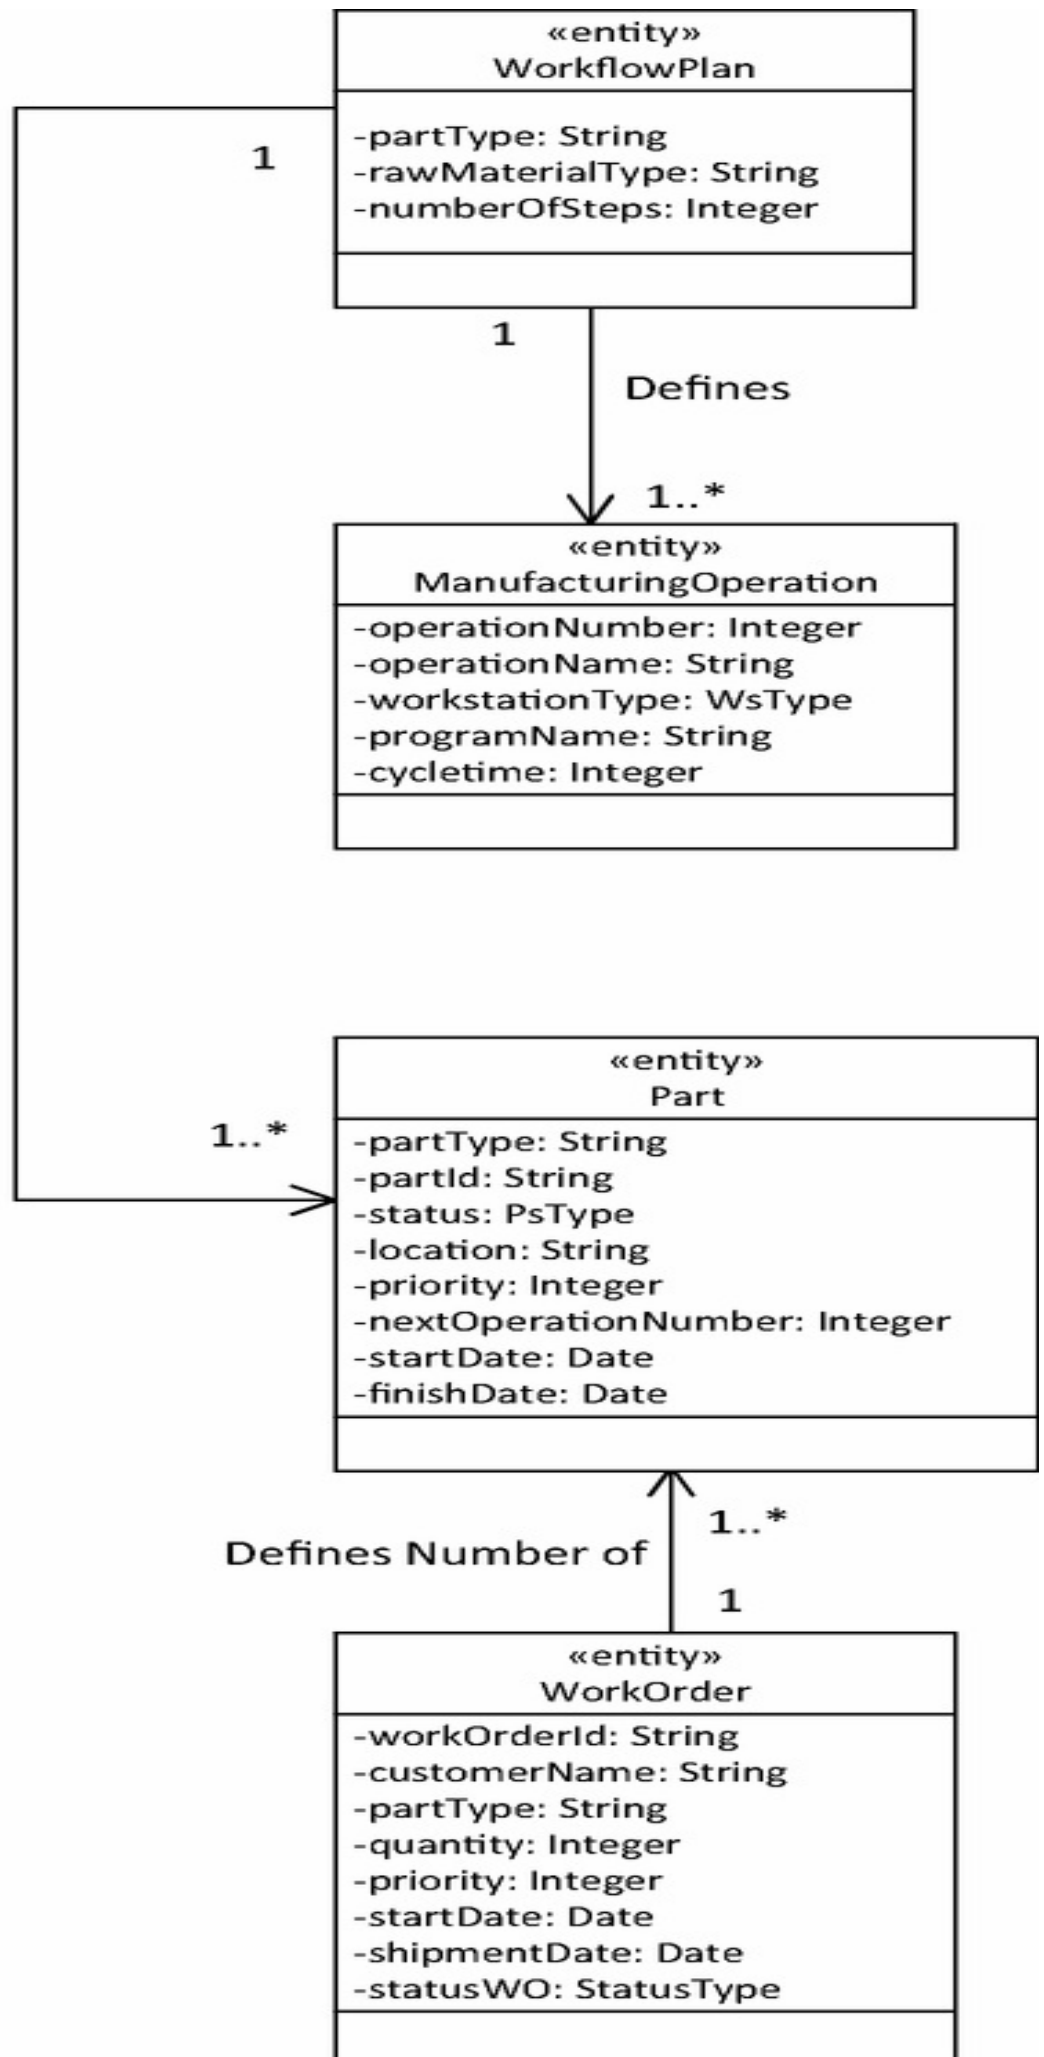 «entity»
WorkflowPlan
-partType: String
-rawMaterialType: String
-numberOfSteps: Integer
1
1
Defines
1..*
«entity»
ManufacturingOperation
-operationNumber: Integer
-operationName: String
-workstationType: WsType
-programName: String
-cycletime: Integer
«entity»
Part
1..*
-partType: String
-partId: String
-status: PsType
-location: String
-priority: Integer
-nextOperationNumber: Integer
-startDate: Date
-finishDate: Date
1..*
Defines Number of
1
«entity»
WorkOrder
-workOrderId: String
-customerName: String
-partType: String
-quantity: Integer
-priority: Integer
-startDate: Date
-shipmentDate: Date
-statusWO: StatusType